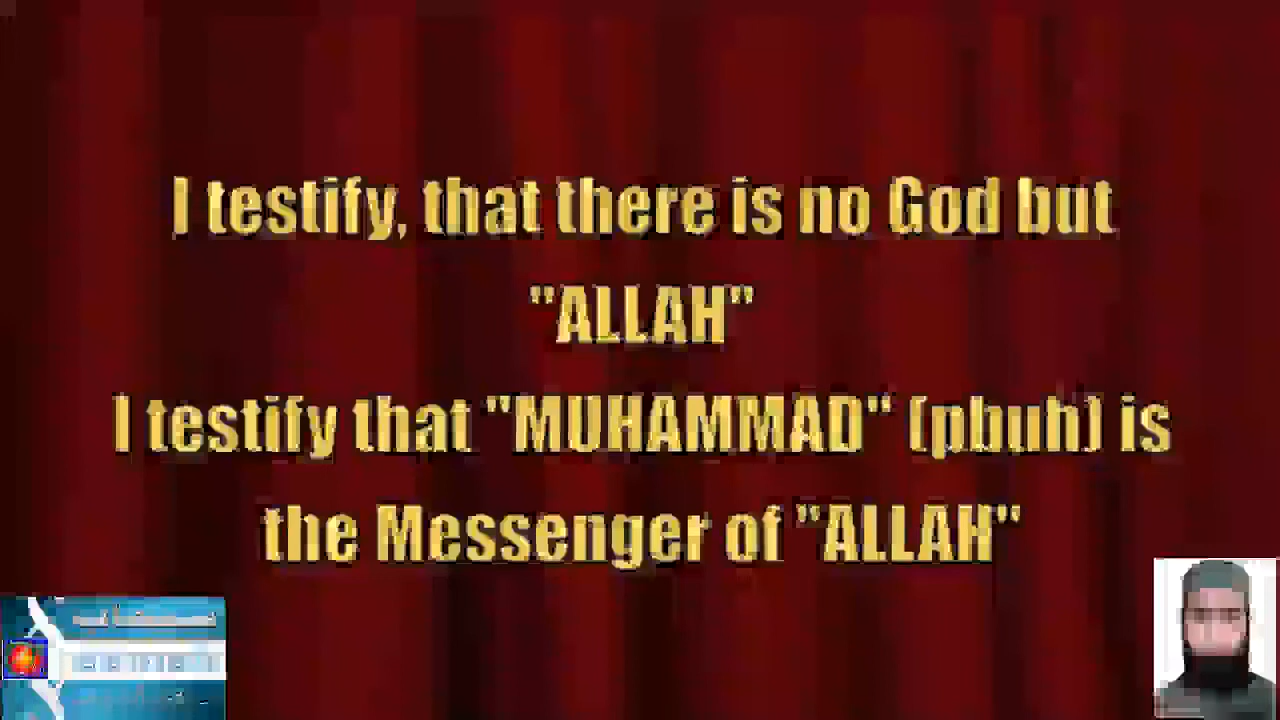 I testify, that there is no God but
"ALLAH"
I testify that "MUHAMMAD" (pbuh) is
the Messenger of "ALLAH"